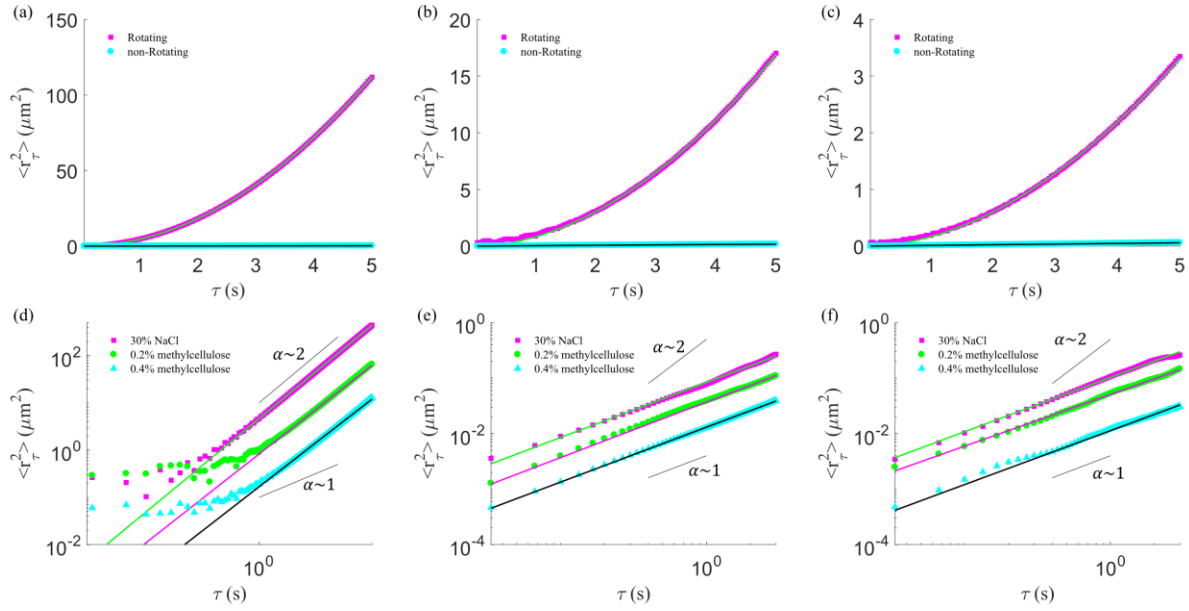 (a)
150
100
50
0
<r²τ> (μm²)
Rotating
non-Rotating
1 2 3 4 5
τ (s)
(b)
20
15
10
5
0
<r²τ> (μm²)
Rotating
non-Rotating
1 2 3 4 5
τ (s)
(c)
4
3
2
1
0
<r²τ> (μm²)
Rotating
non-Rotating
1 2 3 4 5
τ (s)
(d)
10²
10⁰
10⁻²
<r²τ> (μm²)
30% NaCl
0.2% methylcellulose
0.4% methylcellulose
α~2
α~1
10⁰
τ (s)
(e)
10⁰
10⁻²
10⁻⁴
<r²τ> (μm²)
30% NaCl
0.2% methylcellulose
0.4% methylcellulose
α~2
α~1
10⁰
τ (s)
(f)
10⁰
10⁻²
10⁻⁴
<r²τ> (μm²)
30% NaCl
0.2% methylcellulose
0.4% methylcellulose
α~2
α~1
10⁰
τ (s)